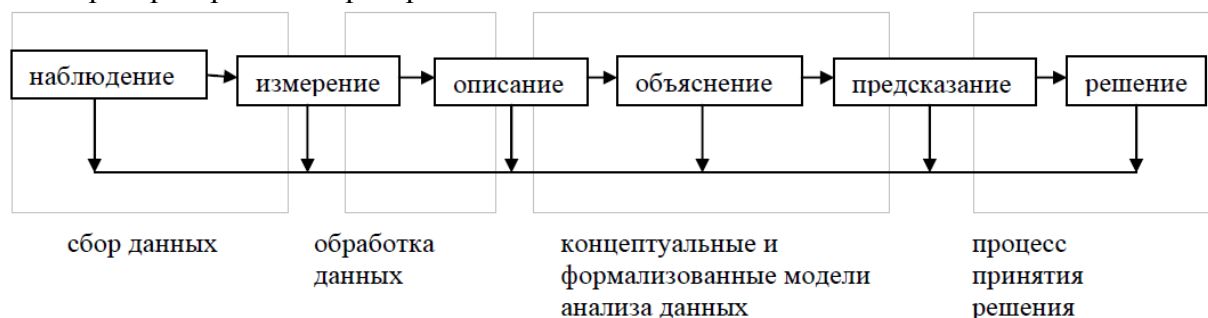 наблюдение
измерение
описание
объяснение
предсказание
решение
сбор данных
обработка
данных
концептуальные и
формализованные модели
анализа данных
процесс
принятия
решения